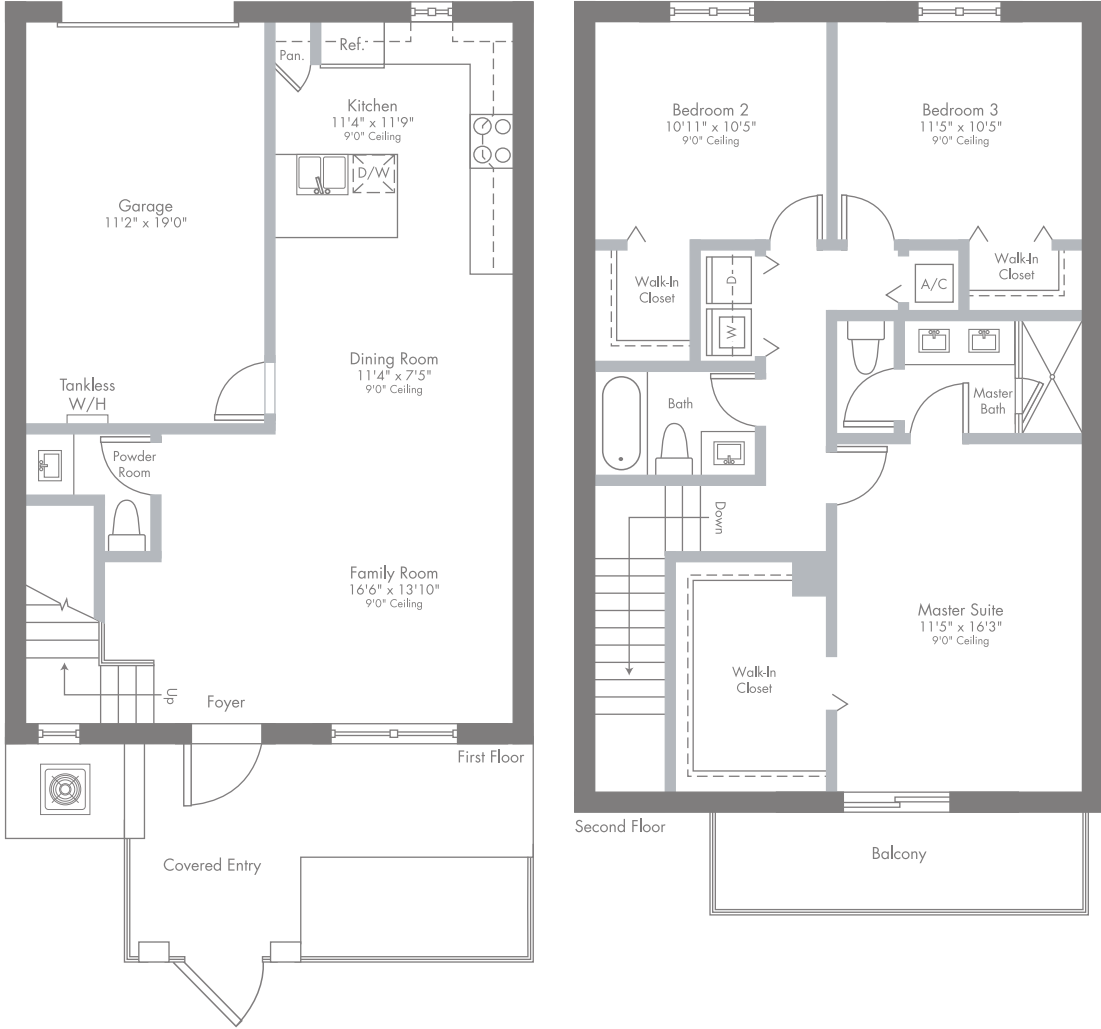 Pan.
Ref.
Kitchen
11'4" x 11'9"
9'0" Ceiling
D/W
Garage
11'2" x 19'0"
Dining Room
11'4" x 7'5"
9'0" Ceiling
Tankless
W/H
Powder
Room
Family Room
16'6" x 13'10"
9'0" Ceiling
Up
Foyer
First Floor
Covered Entry
Bedroom 2
10'11" x 10'5"
9'0" Ceiling
Bedroom 3
11'5" x 10'5"
9'0" Ceiling
Walk-In
Closet
D
W
A/C
Walk-In
Closet
Bath
Master
Bath
Down
Master Suite
11'5" x 16'3"
9'0" Ceiling
Walk-In
Closet
Second Floor
Balcony